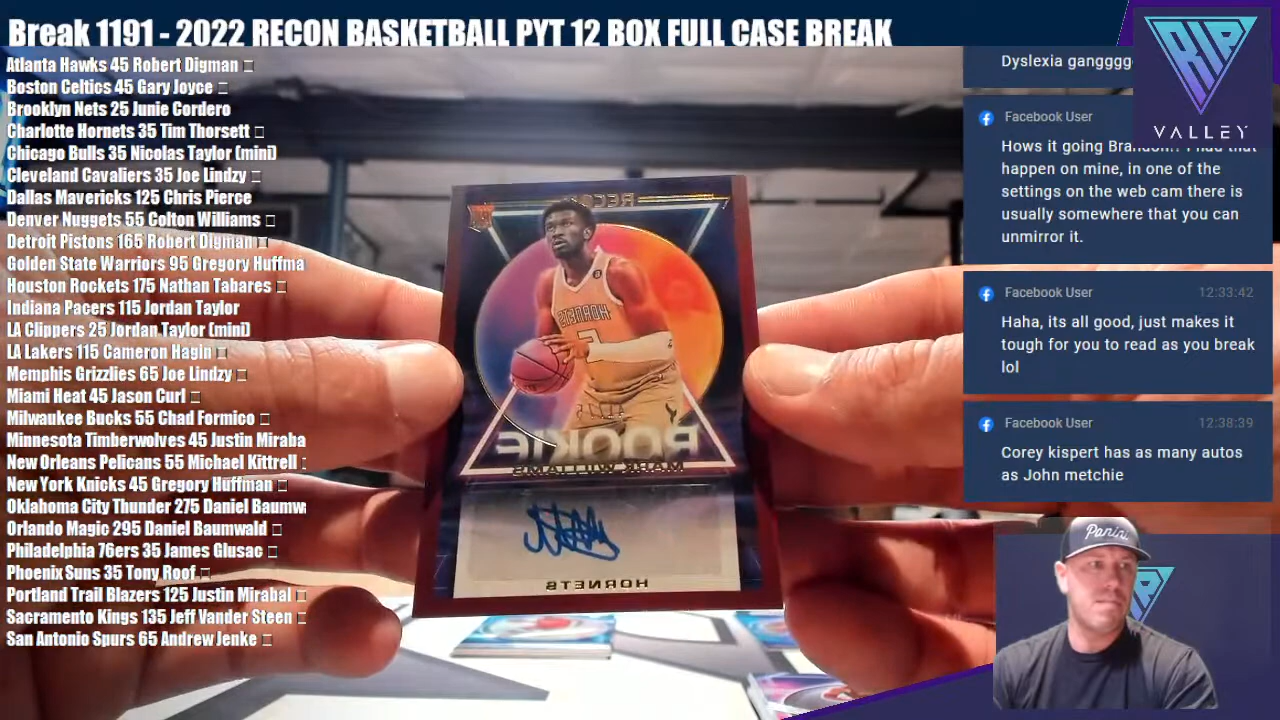 Break 1191 - 2022 RECON BASKETBALL PYT 12 BOX FULL CASE BREAK
Atlanta Hawks 45 Robert Digman
Boston Celtics 45 Gary Joyce
Brooklyn Nets 25 Junie Cordero
Charlotte Hornets 35 Tim Thorsett
Chicago Bulls 35 Nicolas Taylor (mini)
Cleveland Cavaliers 35 Joe Lindzy
Dallas Mavericks 125 Chris Pierce
Denver Nuggets 55 Colton Williams
Detroit Pistons 165 Robert Digman
Golden State Warriors 95 Gregory Huffma
Houston Rockets 175 Nathan Tabares
Indiana Pacers 115 Jordan Taylor
LA Clippers 25 Jordan Taylor (mini)
LA Lakers 115 Cameron Hagin
Memphis Grizzlies 65 Joe Lindzy
Miami Heat 45 Jason Curl
Milwaukee Bucks 55 Chad Formico
Minnesota Timberwolves 45 Justin Miraba
New Orleans Pelicans 55 Michael Kittrell
New York Knicks 45 Gregory Huffman
Oklahoma City Thunder 275 Daniel Baumw
Orlando Magic 295 Daniel Baumwald
Philadelphia 76ers 35 James Glusac
Phoenix Suns 35 Tony Roof
Portland Trail Blazers 125 Justin Mirabal
Sacramento Kings 135 Jeff Vander Steen
San Antonio Spurs 65 Andrew Jenke
RECON
HORNETS
ROOKIE
MARK WILLIAMS
HORNETS
Dyslexia gangggg
RIP
VALLEY
Facebook User
Hows it going Brandon!! I had that
happen on mine, in one of the
settings on the web cam there is
usually somewhere that you can
unmirror it.
Facebook User 12:33:42
Haha, its all good, just makes it
tough for you to read as you break
lol
Facebook User 12:38:39
Corey kispert has as many autos
as John metchie
Panini